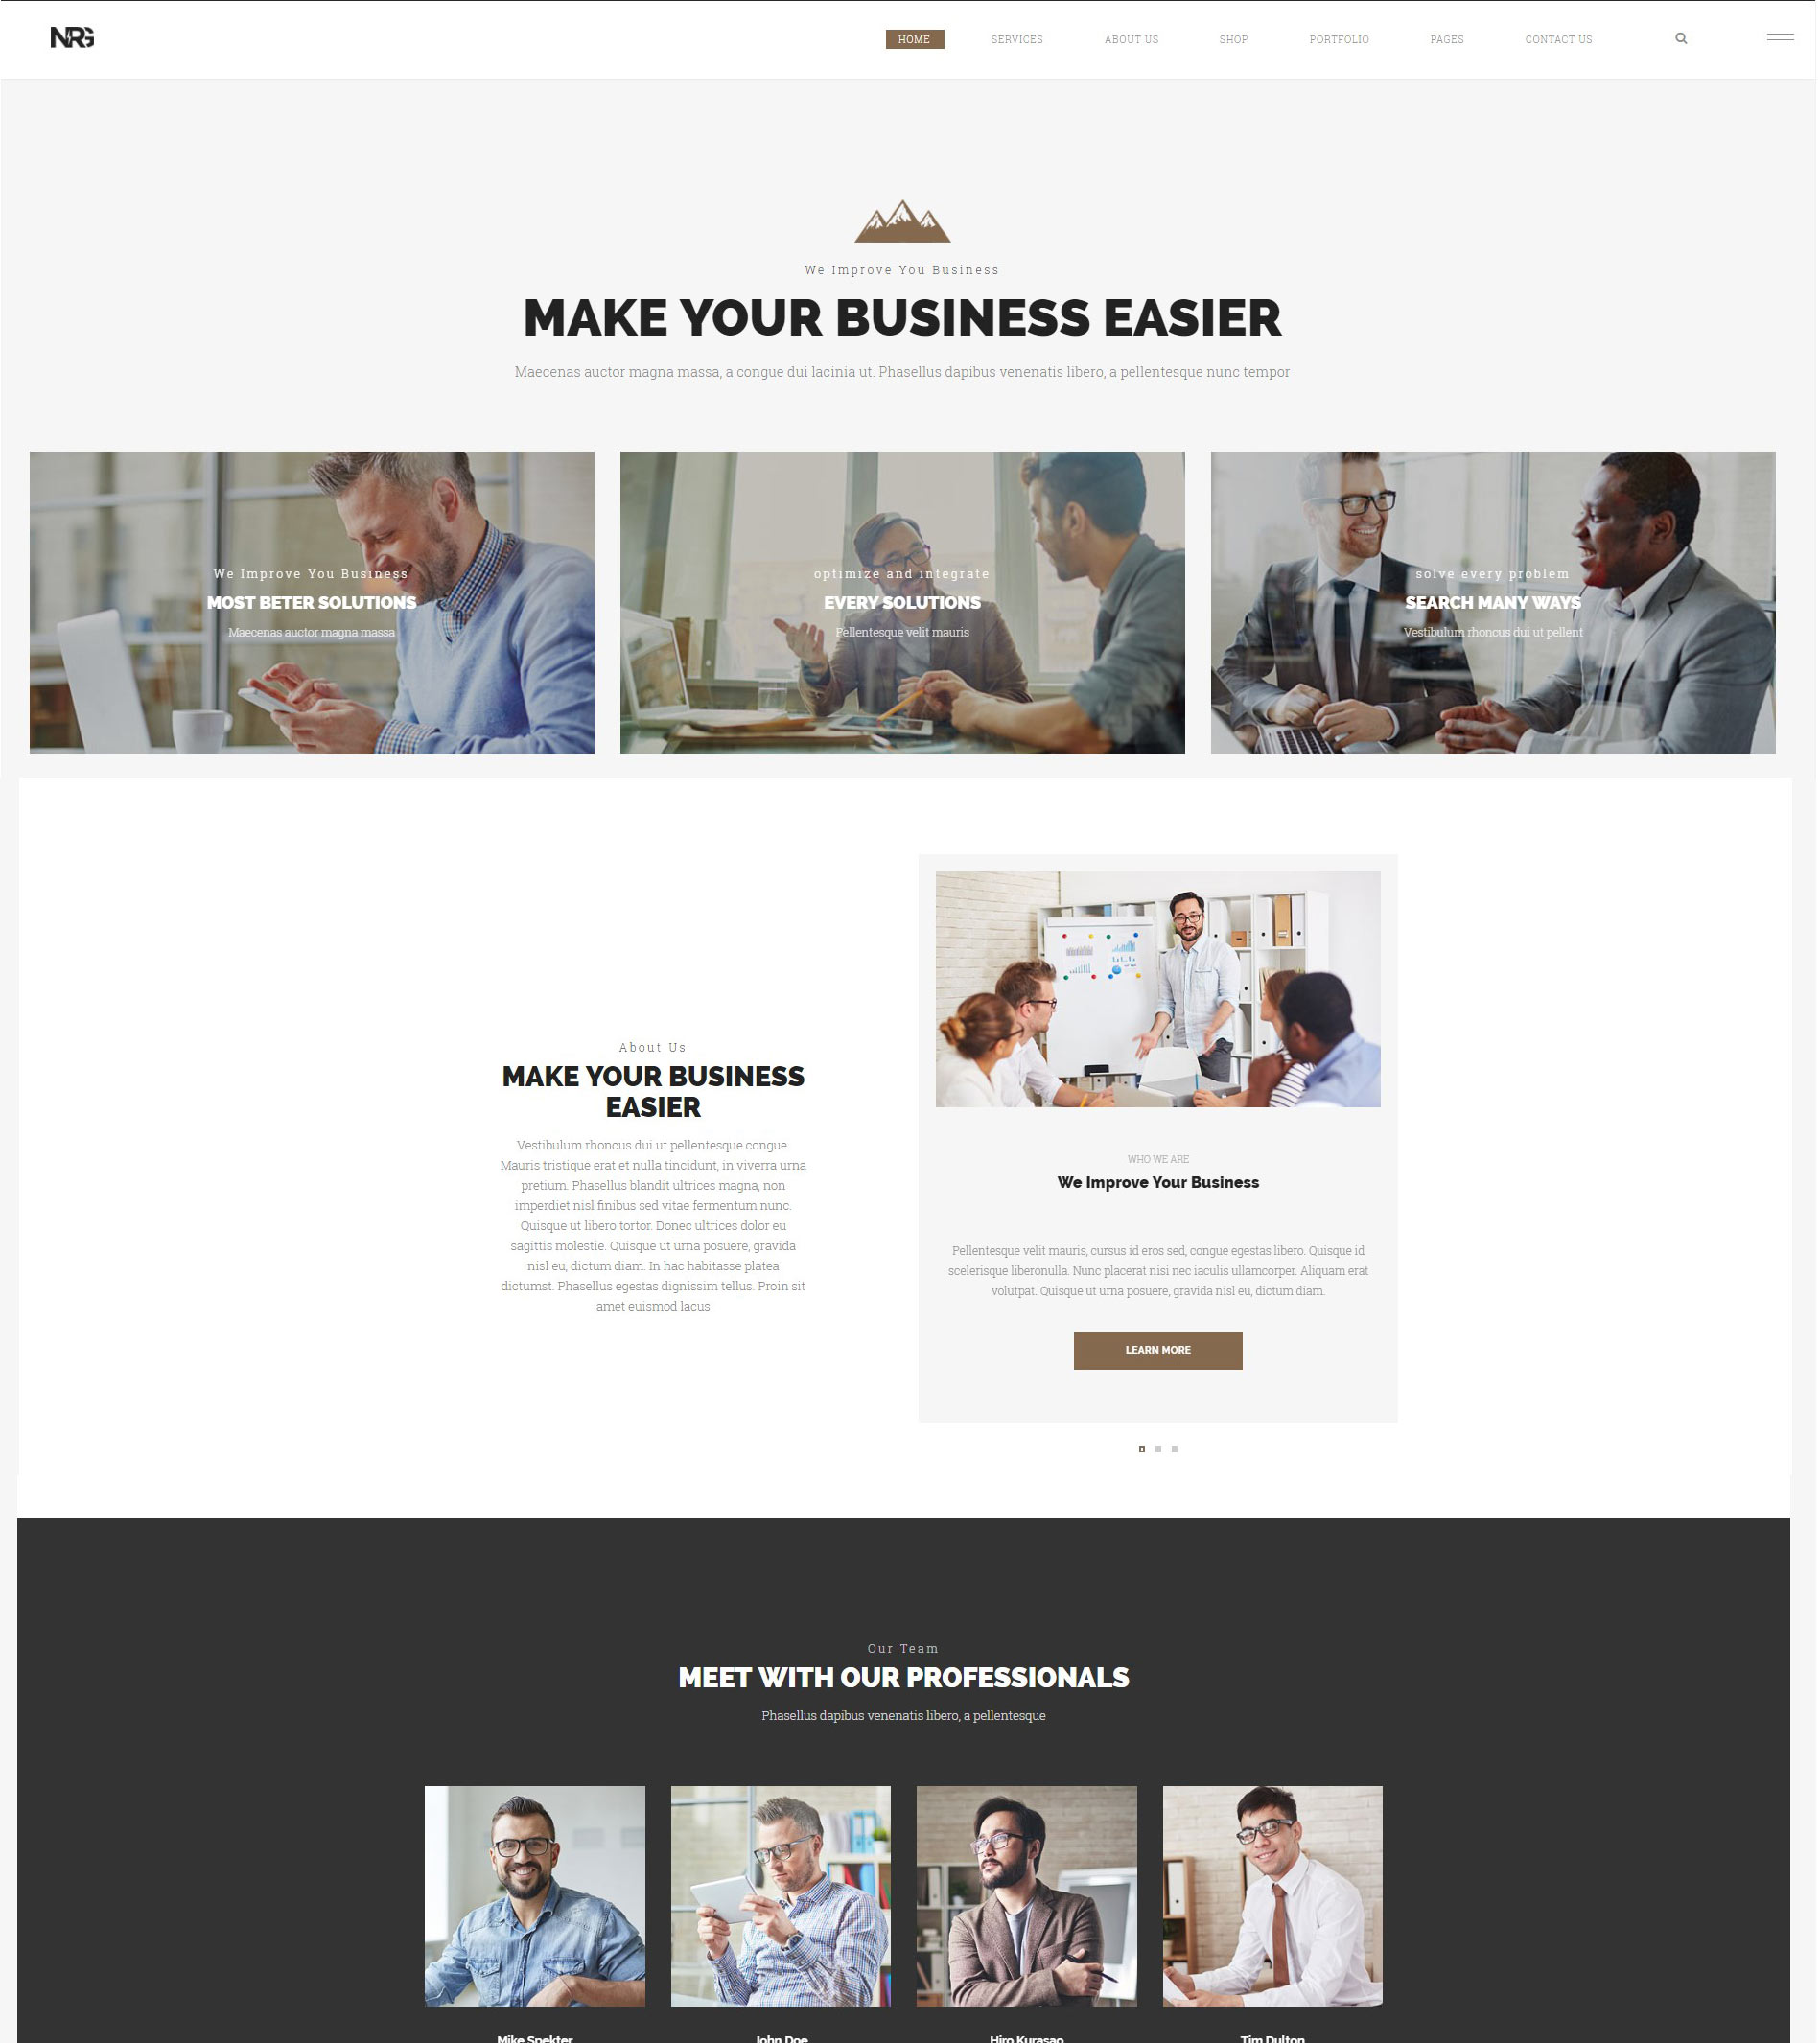 NRG
HOME SERVICES ABOUT US SHOP PORTFOLIO PAGES CONTACT US
We Improve You Business
MAKE YOUR BUSINESS EASIER
Maecenas auctor magna massa, a congue dui lacinia ut. Phasellus dapibus venenatis libero, a pellentesque nunc tempor
We Improve You Business
MOST BETER SOLUTIONS
Maecenas auctor magna massa
optimize and integrate
EVERY SOLUTIONS
Pellentesque velit mauris
solve every problem
SEARCH MANY WAYS
Vestibulum rhoncus dui ut pellent
About Us
MAKE YOUR BUSINESS
EASIER
Vestibulum rhoncus dui ut pellentesque congue.
Mauris tristique erat et nulla tincidunt, in viverra urna
pretium. Phasellus blandit ultrices magna, non
imperdiet nisl finibus sed vitae fermentum nunc.
Quisque ut libero tortor. Donec ultrices dolor eu
sagittis molestie. Quisque ut urna posuere, gravida
nisl eu, dictum diam. In hac habitasse platea
dictumst. Phasellus egestas dignissim tellus. Proin sit
amet euismod lacus
WHO WE ARE
We Improve Your Business
Pellentesque velit mauris, cursus id eros sed, congue egestas libero. Quisque id
scelerisque liberonulla. Nunc placerat nisi nec iaculis ullamcorper. Aliquam erat
volutpat. Quisque ut urna posuere, gravida nisl eu, dictum diam.
LEARN MORE
Our Team
MEET WITH OUR PROFESSIONALS
Phasellus dapibus venenatis libero, a pellentesque
Mike Spekter
John Doe
Hiro Kurasao
Tim Dulton